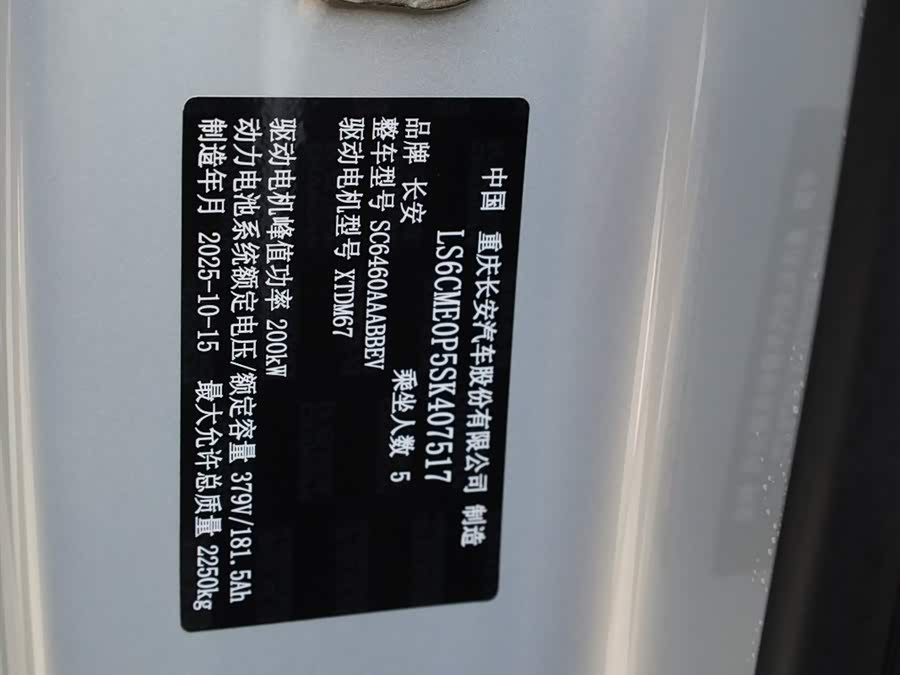 中国 重庆长安汽车股份有限公司 制造
LS6CME0P5SK407517
品牌 长安 乘坐人数 5
整车型号 SC6460AAABBEV
驱动电机型号 XTDM67
驱动电机峰值功率 200kW
动力电池系统额定电压/额定容量 379V/181.5Ah
制造年月 2025-10-15 最大允许总质量 2250kg